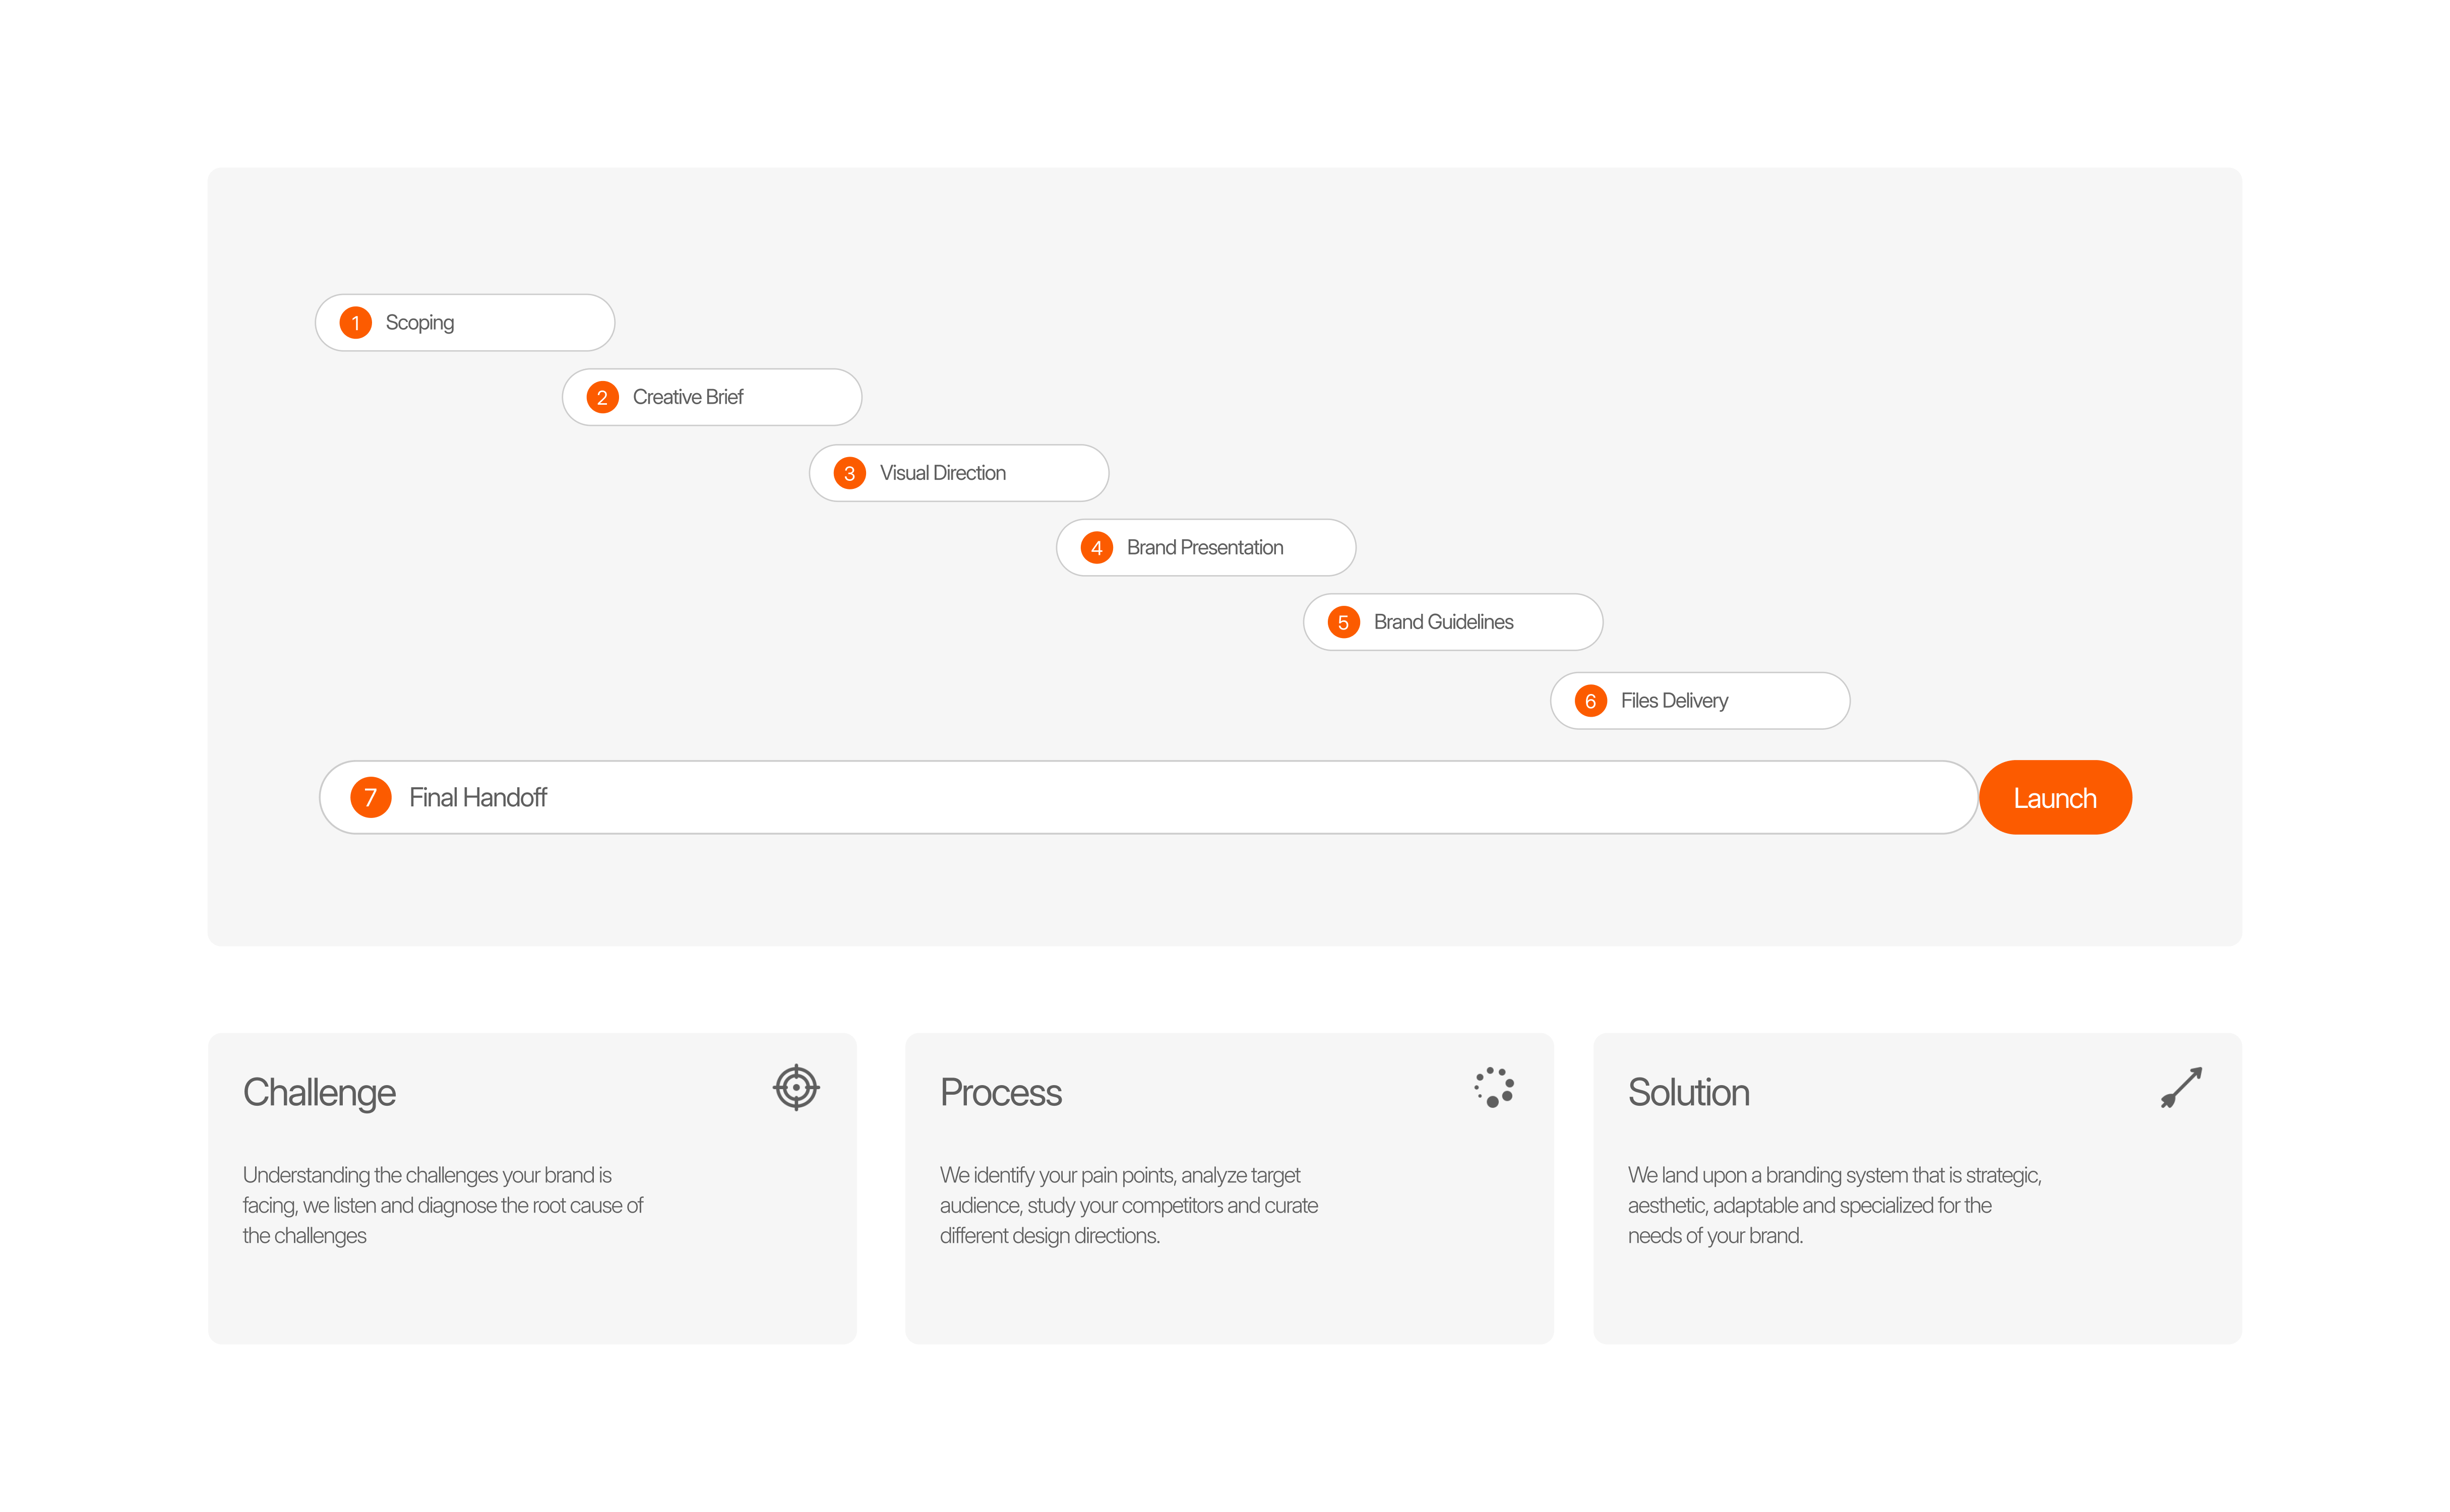 1 Scoping
2 Creative Brief
3 Visual Direction
4 Brand Presentation
5 Brand Guidelines
6 Files Delivery
7 Final Handoff
Launch
Challenge
Understanding the challenges your brand is
facing, we listen and diagnose the root cause of
the challenges
Process
We identify your pain points, analyze target
audience, study your competitors and curate
different design directions.
Solution
We land upon a branding system that is strategic,
aesthetic, adaptable and specialized for the
needs of your brand.